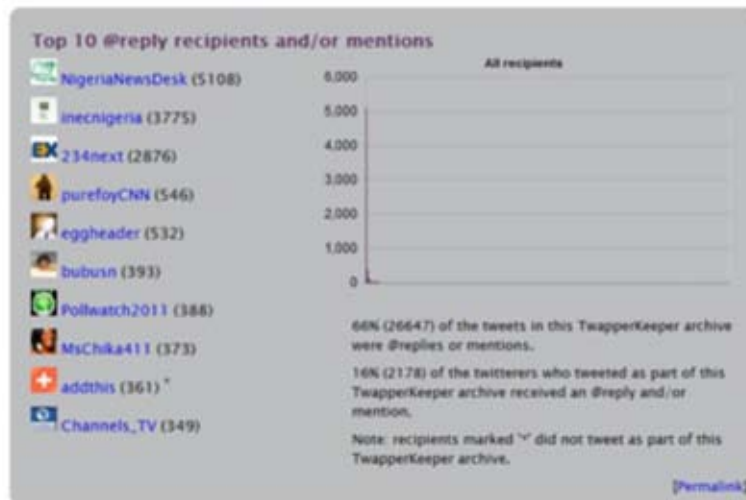 Top 10 @reply recipients and/or mentions
NigeriaNewsDesk (5108)
inecnigeria (3775)
EX 234next (2876)
purefoyCNN (546)
eggheader (532)
bubusn (393)
Pollwatch2011 (388)
MsChika411 (373)
addthis (361) *
Channels_TV (349)
All recipients
6,000
5,000
4,000
3,000
2,000
1,000
0
66% (26647) of the tweets in this TwapperKeeper archive
were @replies or mentions.
16% (2178) of the twitterers who tweeted as part of this
TwapperKeeper archive received an @reply and/or
mention.
Note: recipients marked '*' did not tweet as part of this
TwapperKeeper archive.
[Permalink]